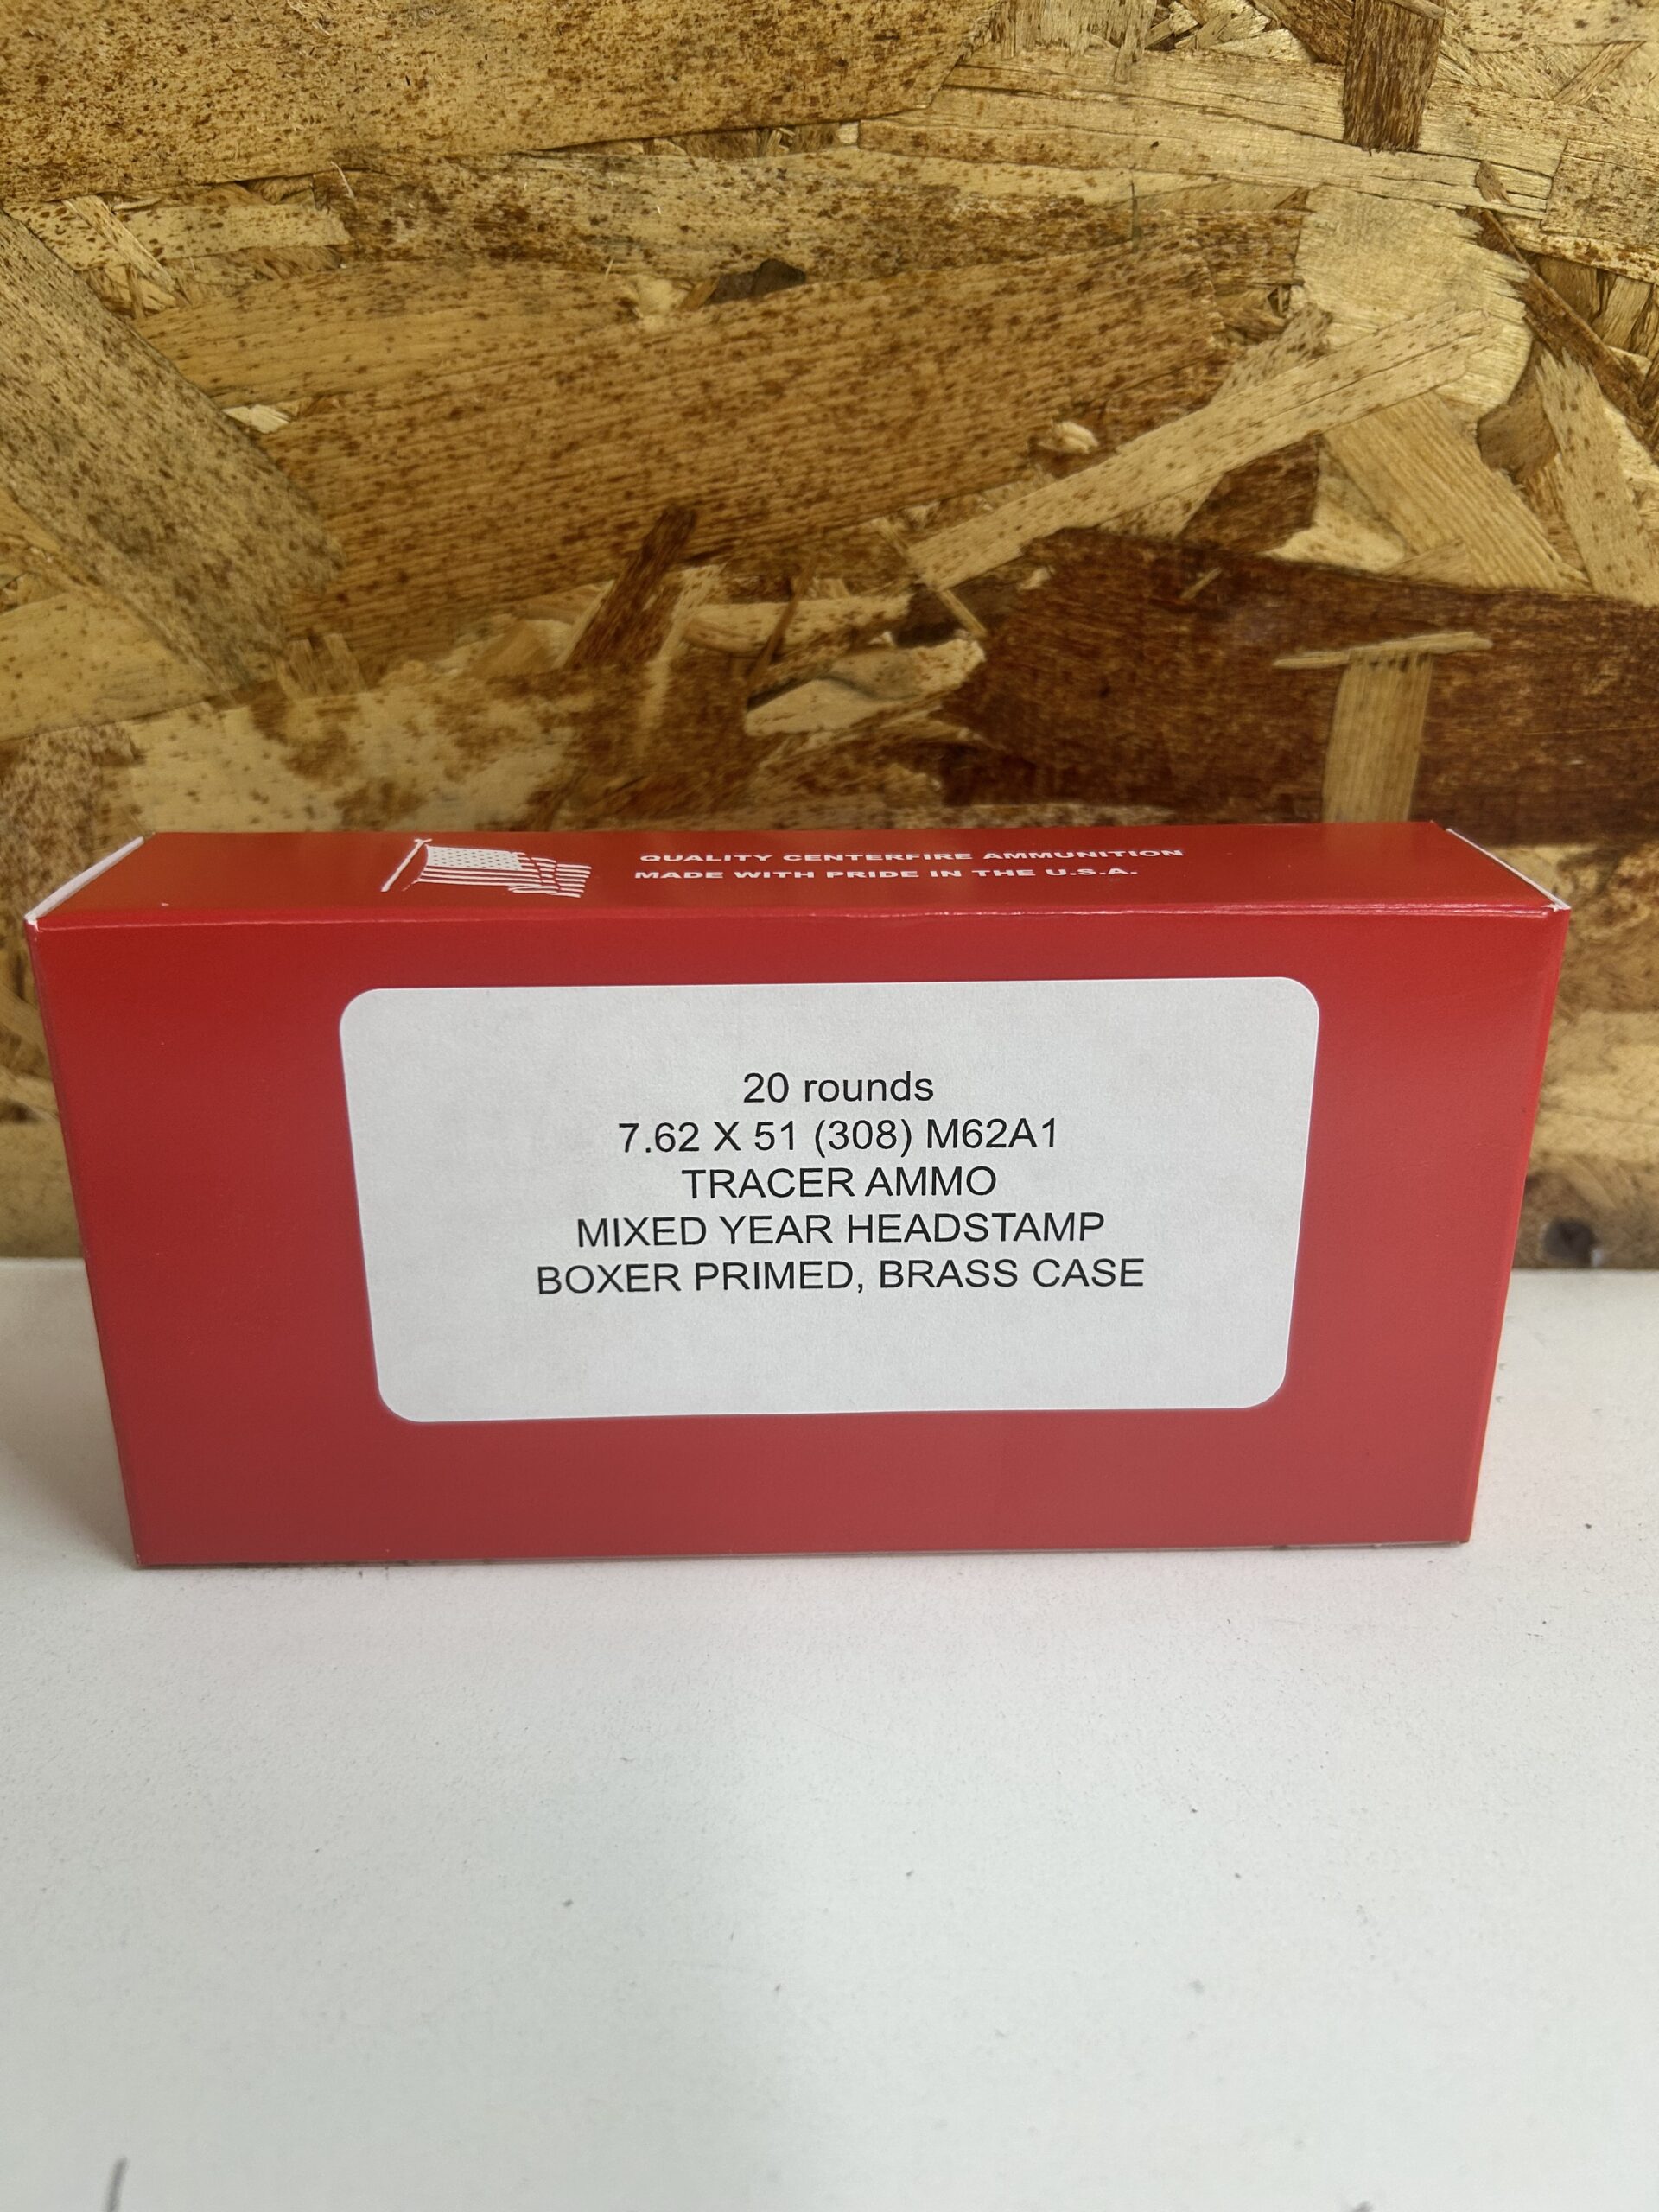 QUALITY CENTERFIRE AMMUNITION
MADE WITH PRIDE IN THE U.S.A.
20 rounds
7.62 X 51 (308) M62A1
TRACER AMMO
MIXED YEAR HEADSTAMP
BOXER PRIMED, BRASS CASE